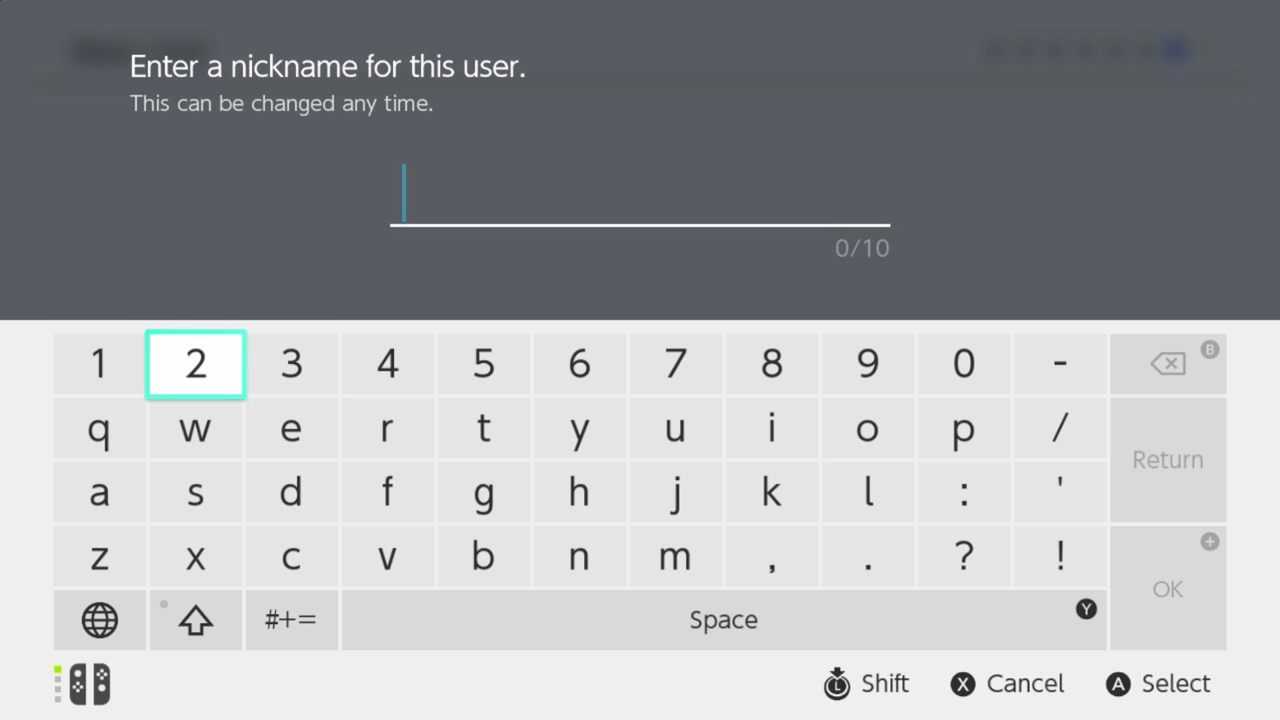 Enter a nickname for this user.
This can be changed any time.
0/10
1 2 3 4 5 6 7 8 9 0 - B
q w e r t y u i o p /
Return
a s d f g h j k l : '
z x c v b n m , . ? ! +
OK
#+= Space Y
L Shift X Cancel A Select